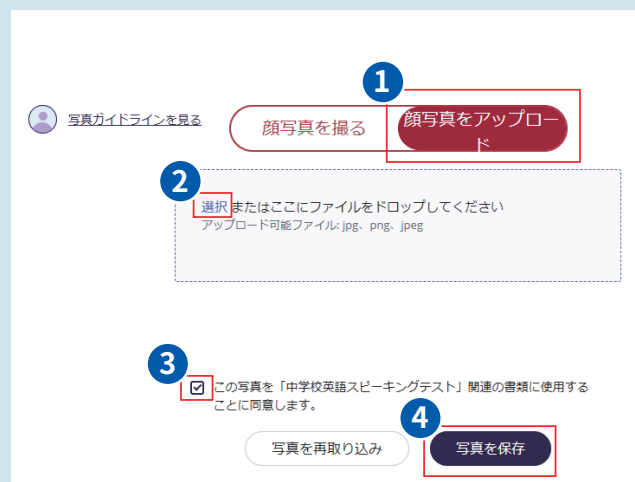 1
写真ガイドラインを見る
顔写真を撮る
顔写真をアップロー
ド
2
選択 またはここにファイルをドロップしてください
アップロード可能ファイル: jpg、png、jpeg
3
この写真を「中学校英語スピーキングテスト」関連の書類に使用する
ことに同意します。
4
写真を再取り込み
写真を保存